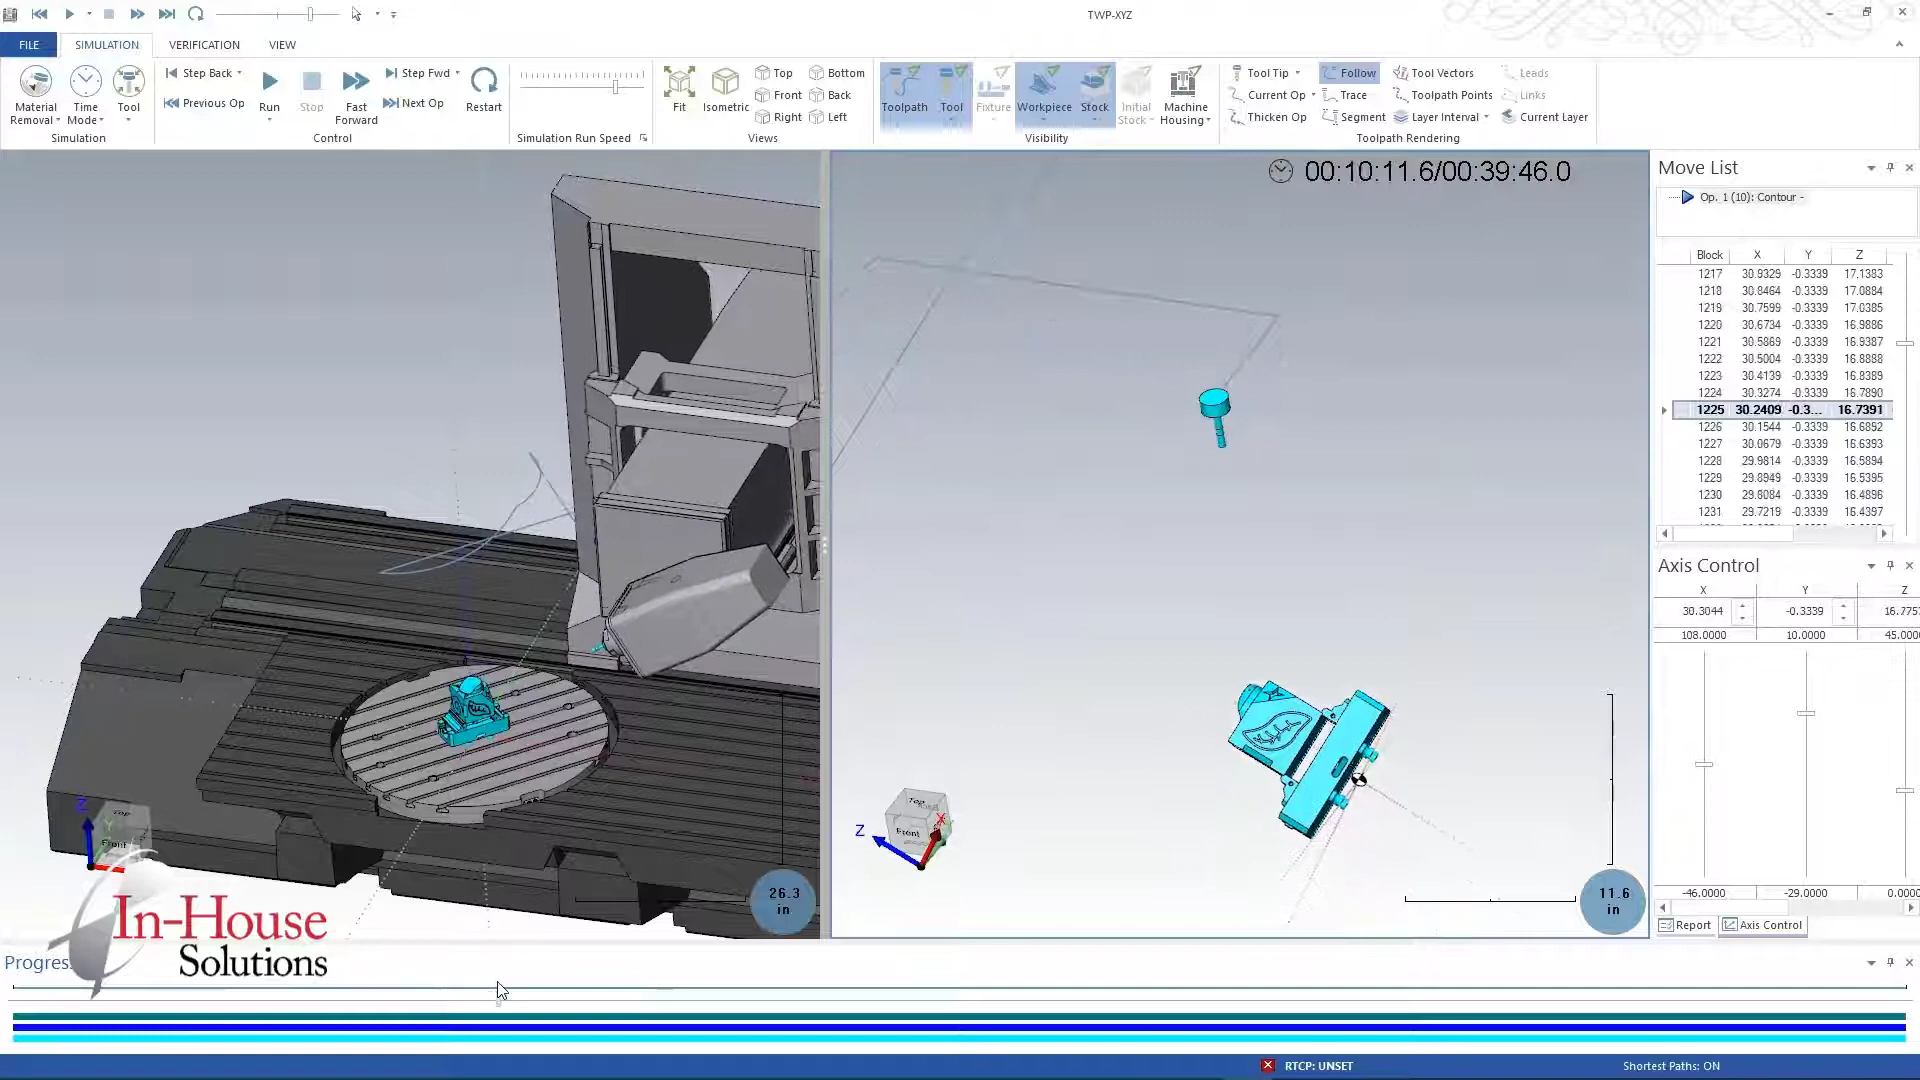 TWP-XYZ
FILE SIMULATION VERIFICATION VIEW
Material Removal
Time Mode
Tool
Simulation
Step Back
Previous Op
Run
Stop
Fast Forward
Step Fwd
Next Op
Restart
Control
Simulation Run Speed
Fit
Isometric
Top Bottom
Front Back
Right Left
Views
Toolpath
Tool
Fixture
Workpiece
Stock
Initial Stock
Machine Housing
Visibility
Tool Tip Follow Tool Vectors Leads
Current Op Trace Toolpath Points Links
Thicken Op Segment Layer Interval Current Layer
Toolpath Rendering
00:10:11.6/00:39:46.0
Move List
Op. 1 (10): Contour -
Block X Y Z
1217 30.9329 -0.3339 17.1383
1218 30.8464 -0.3339 17.0884
1219 30.7599 -0.3339 17.0385
1220 30.6734 -0.3339 16.9886
1221 30.5869 -0.3339 16.9387
1222 30.5004 -0.3339 16.8888
1223 30.4139 -0.3339 16.8389
1224 30.3274 -0.3339 16.7890
1225 30.2409 -0.3... 16.7391
1226 30.1544 -0.3339 16.6892
1227 30.0679 -0.3339 16.6393
1228 29.9814 -0.3339 16.5894
1229 29.8949 -0.3339 16.5395
1230 29.8084 -0.3339 16.4896
1231 29.7219 -0.3339 16.4397
Axis Control
X Y Z
30.3044 -0.3339 16.775
108.0000 10.0000 45.000
-46.0000 -29.0000 0.000
Report Axis Control
Z
Top
Front
Z
X
Top
Front
26.3
in
11.6
in
In-House
Solutions
Progres
RTCP: UNSET
Shortest Paths: ON